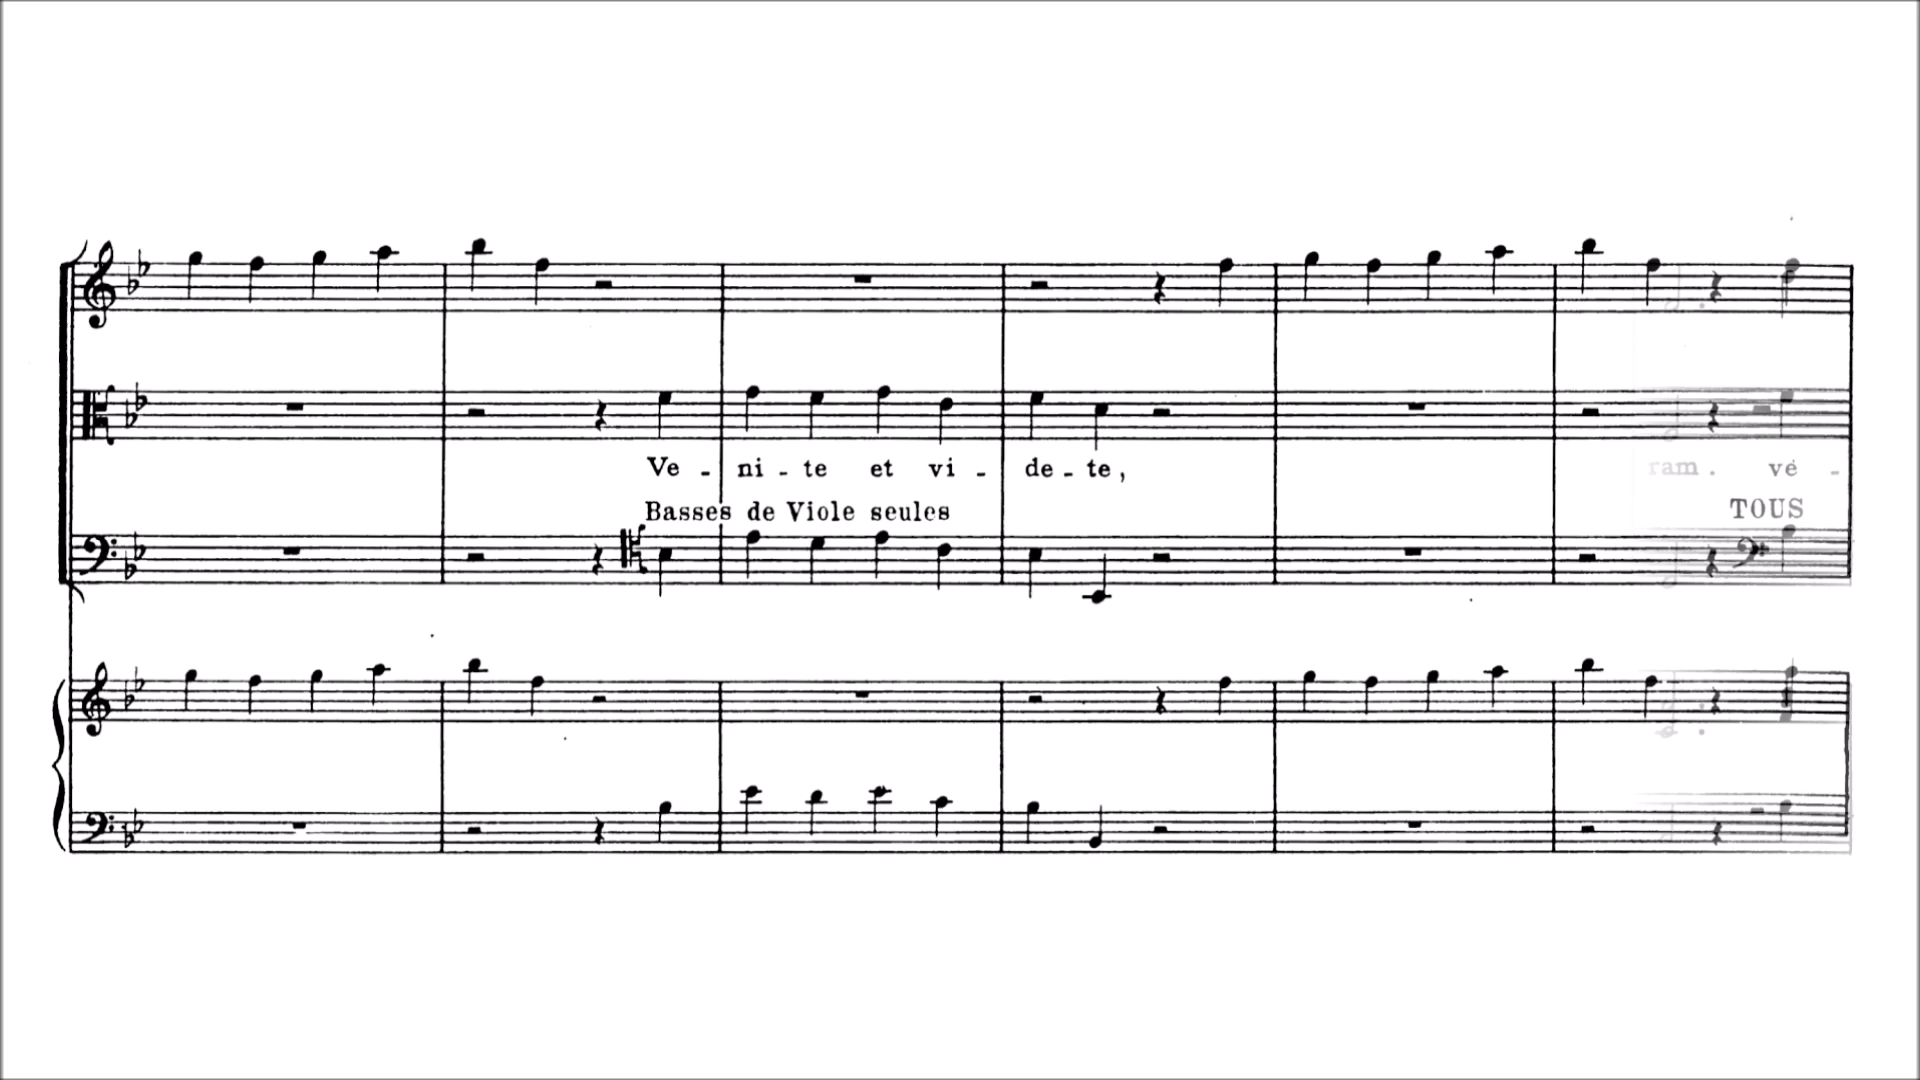 Ve - ni - te et vi - de - te,
ram. vé -
Basses de Viole seules
TOUS